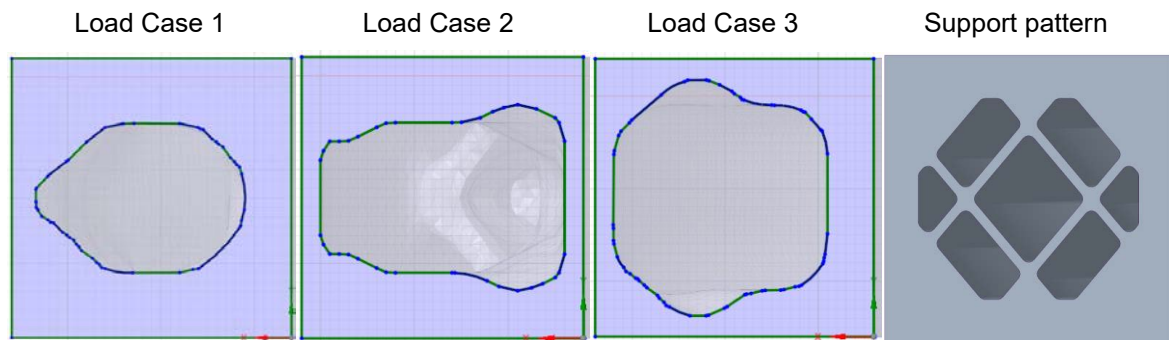 Load Case 1
Load Case 2
Load Case 3
Support pattern